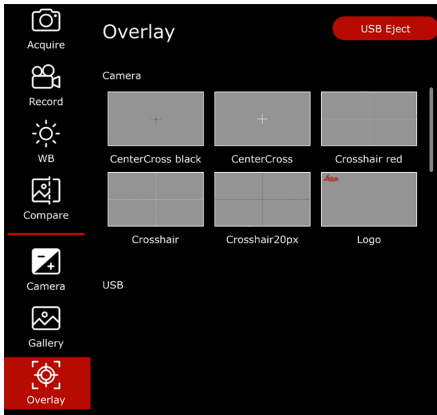 Acquire
Record
WB
Compare
Camera
Gallery
Overlay
Overlay
USB Eject
Camera
CenterCross black
CenterCross
Crosshair red
Crosshair
Crosshair20px
Logo
USB